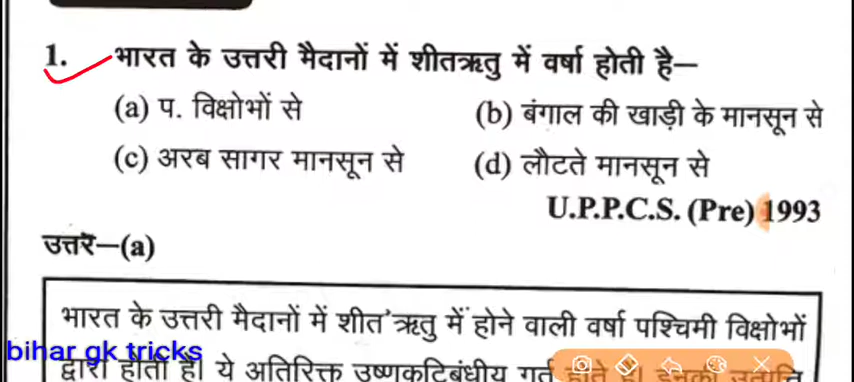 1. भारत के उत्तरी मैदानों में शीतऋतु में वर्षा होती है—
(a) प. विक्षोभों से (b) बंगाल की खाड़ी के मानसून से
(c) अरब सागर मानसून से (d) लौटते मानसून से
U.P.P.C.S. (Pre) 1993
उत्तर—(a)
भारत के उत्तरी मैदानों में शीत ऋतु में होने वाली वर्षा पश्चिमी विक्षोभों
bihar gk tricks
द्वारा होती है। ये अतिरिक्त उष्णकटिबंधीय गर्त होते हैं।